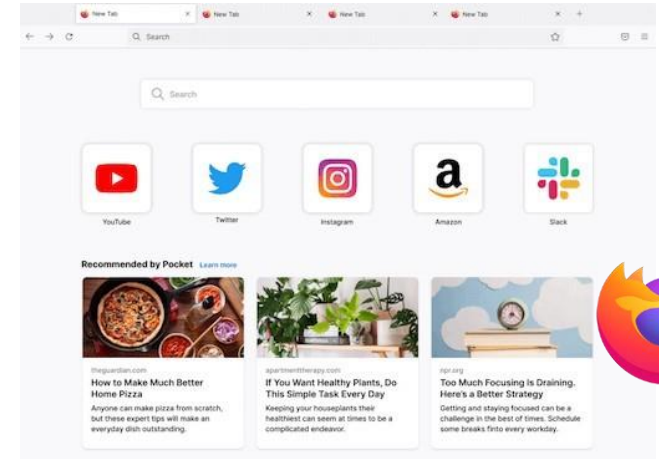 New Tab
New Tab
New Tab
New Tab
Search
Search
YouTube
Twitter
Instagram
Amazon
Slack
Recommended by Pocket Learn more
theguardian.com
How to Make Much Better
Home Pizza
Anyone can make pizza from scratch,
but these expert tips will make an
everyday dish outstanding.
apartmenttherapy.com
If You Want Healthy Plants, Do
This Simple Task Every Day
Keeping your houseplants their
healthiest can seem at times to be a
complicated endeavor.
npr.org
Too Much Focusing Is Draining.
Here's a Better Strategy
Getting and staying focused can be a
challenge in the best of times. Schedule
some breaks finto every workday.